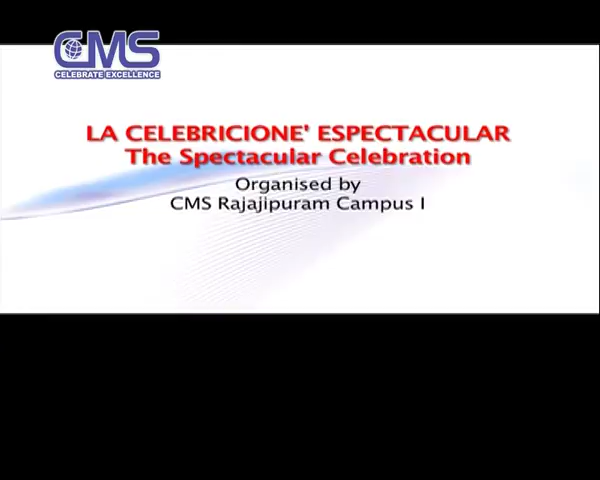 CMS
CELEBRATE EXCELLENCE
LA CELEBRICIONE' ESPECTACULAR
The Spectacular Celebration
Organised by
CMS Rajajipuram Campus I